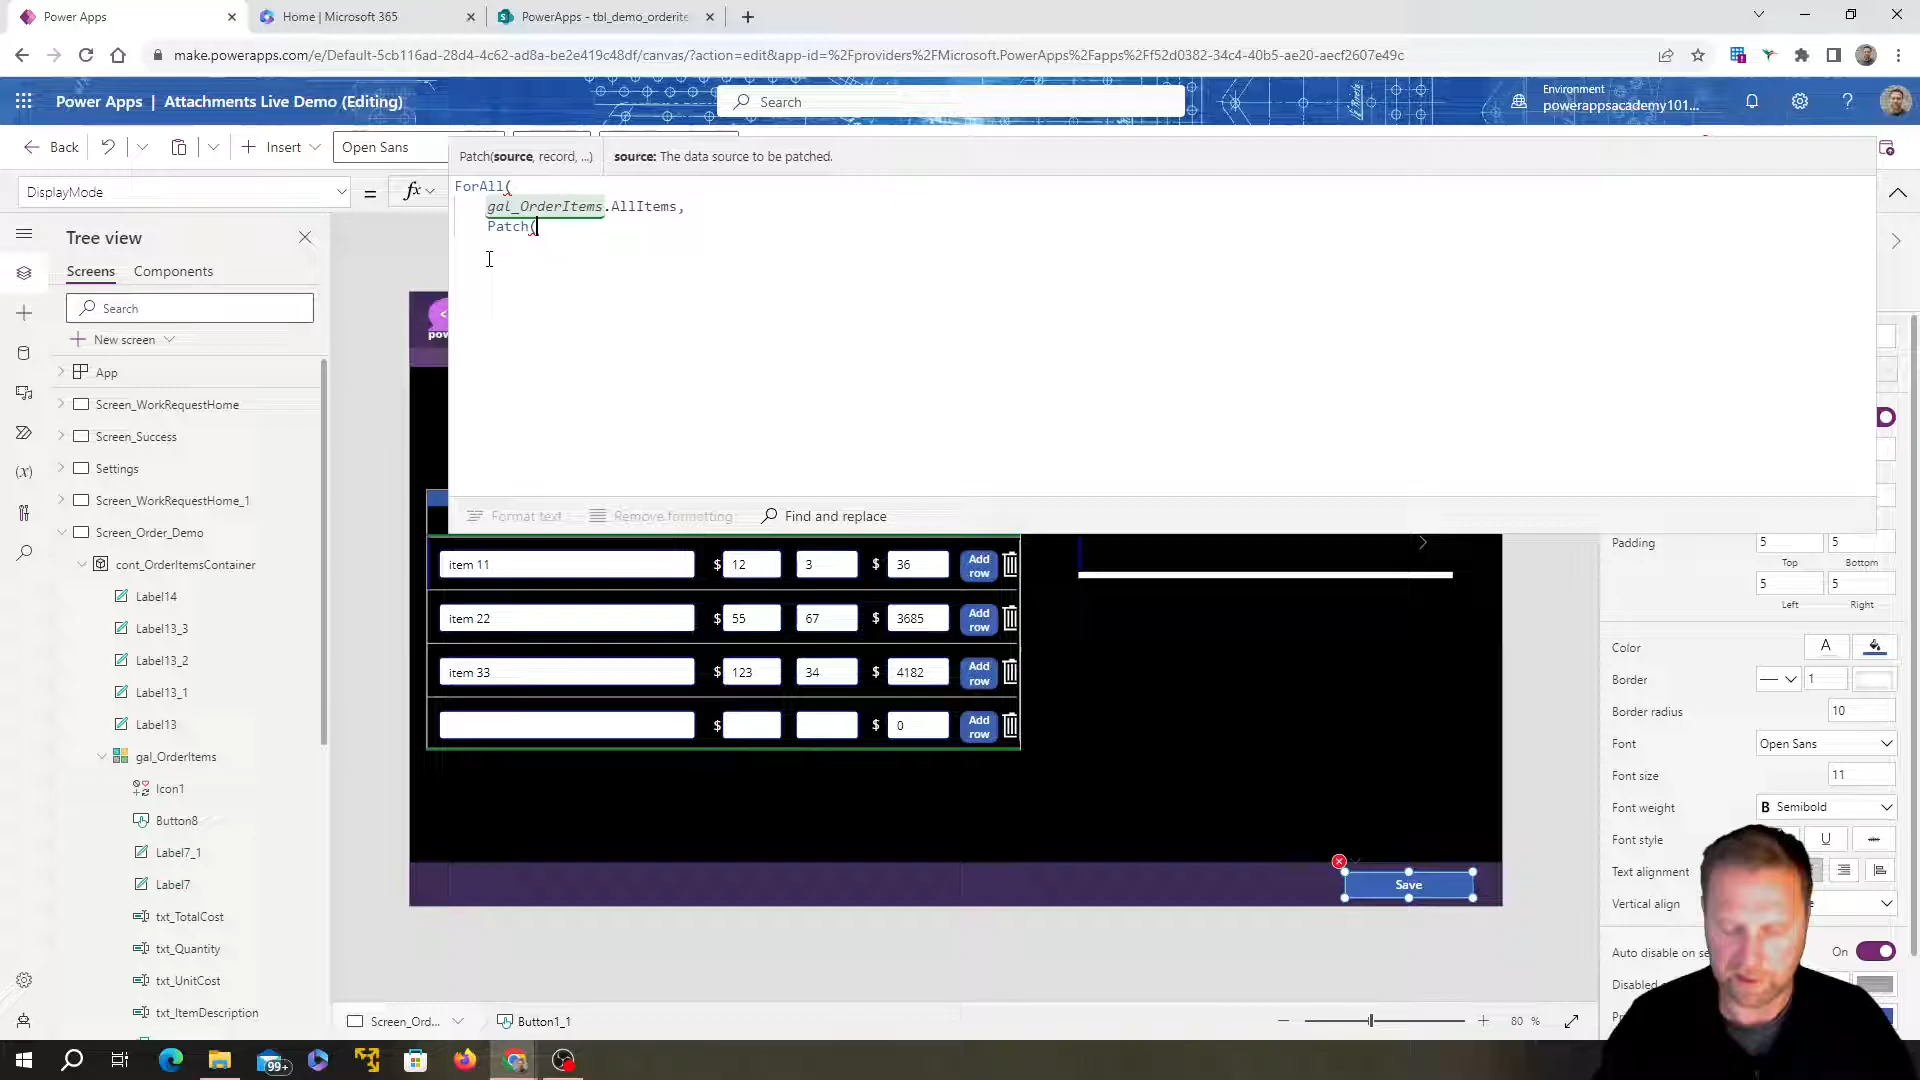 Power Apps
Home | Microsoft 365
PowerApps - tbl_demo_orderite
make.powerapps.com/e/Default-5cb116ad-28d4-4c62-ad8a-be2e419c48df/canvas/?action=edit&app-id=%2Fproviders%2FMicrosoft.PowerApps%2Fapps%2Ff52d0382-34c4-40b5-ae20-aecf2607e49c
Power Apps | Attachments Live Demo (Editing)
Search
Environment
powerappsacademy101...
Back
Insert
Open Sans
Patch(source, record, ...)
source: The data source to be patched.
DisplayMode
=
fx
ForAll(
gal_OrderItems.AllItems,
Patch(
Tree view
Screens
Components
Search
New screen
App
Screen_WorkRequestHome
Screen_Success
Settings
Screen_WorkRequestHome_1
Screen_Order_Demo
cont_OrderItemsContainer
Label14
Label13_3
Label13_2
Label13_1
Label13
gal_OrderItems
Icon1
Button8
Label7_1
Label7
txt_TotalCost
txt_Quantity
txt_UnitCost
txt_ItemDescription
pow
Format text
Remove formatting
Find and replace
item 11 $ 12 3 $ 36 Add row
item 22 $ 55 67 $ 3685 Add row
item 33 $ 123 34 $ 4182 Add row
$ $ 0 Add row
Save
Padding
5 5
Top Bottom
5 5
Left Right
Color
A
Border
1
Border radius
10
Font
Open Sans
Font size
11
Font weight
B Semibold
Font style
U
Text alignment
Vertical align
Auto disable on se
On
Disabled
Screen_Ord...
Button1_1
80 %
99+